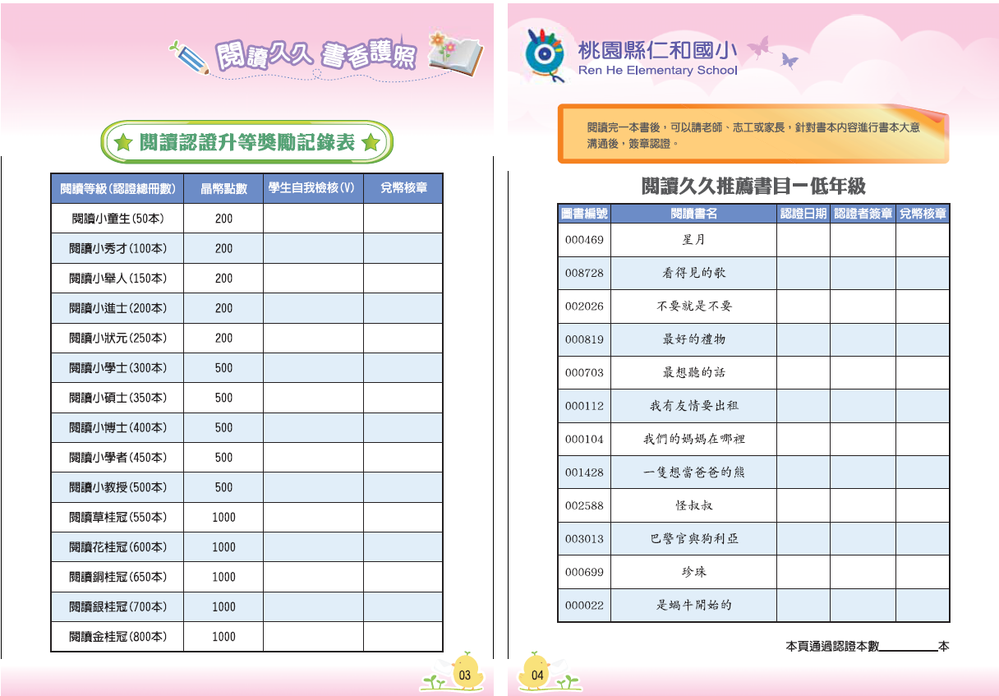 閱讀久久 書香護照
閱讀認證升等獎勵記錄表
閱讀等級(認證總冊數) 晶幣點數 學生自我檢核(V) 兌幣核章
閱讀小童生(50本) 200
閱讀小秀才(100本) 200
閱讀小舉人(150本) 200
閱讀小進士(200本) 200
閱讀小狀元(250本) 200
閱讀小學士(300本) 500
閱讀小碩士(350本) 500
閱讀小博士(400本) 500
閱讀小學者(450本) 500
閱讀小教授(500本) 500
閱讀草桂冠(550本) 1000
閱讀花桂冠(600本) 1000
閱讀銅桂冠(650本) 1000
閱讀銀桂冠(700本) 1000
閱讀金桂冠(800本) 1000
03
桃園縣仁和國小
Ren He Elementary School
閱讀完一本書後，可以請老師、志工或家長，針對書本內容進行書本大意
溝通後，簽章認證。
閱讀久久推薦書目－低年級
圖書編號 閱讀書名 認證日期 認證者簽章 兌幣核章
000469 星月
008728 看得見的歌
002026 不要就是不要
000819 最好的禮物
000703 最想聽的話
000112 我有友情要出租
000104 我們的媽媽在哪裡
001428 一隻想當爸爸的熊
002588 怪叔叔
003013 巴警官與狗利亞
000699 珍珠
000022 是蝸牛開始的
本頁通過認證本數________本
04